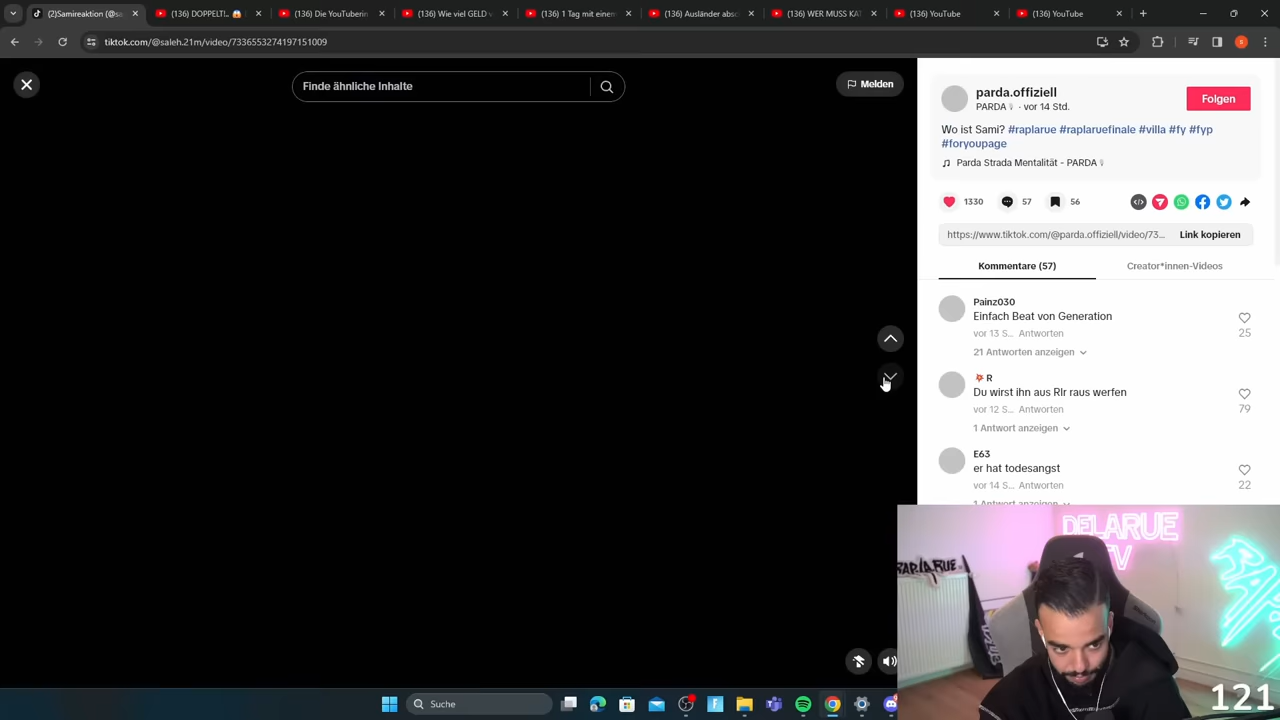 (2)Samireaktion (@sa
(136) DOPPELT!..
(136) Die YouTuberin
(136) Wie viel GELD v
(136) 1 Tag mit einem
(136) Ausländer absc
(136) WER MUSS KA
(136) YouTube
(136) YouTube
tiktok.com/@saleh.21m/video/7336553274197151009
S
Finde ähnliche Inhalte
Melden
parda.offiziell
PARDA · vor 14 Std.
Folgen
Wo ist Sami? #raplarue #raplaruefinale #villa #fy #fyp
#foryoupage
Parda Strada Mentalität - PARDA
1330
57
56
https://www.tiktok.com/@parda.offiziell/video/73...
Link kopieren
Kommentare (57)
Creator*innen-Videos
Painz030
Einfach Beat von Generation
vor 13 S... Antworten
25
21 Antworten anzeigen
R
Du wirst ihn aus Rlr raus werfen
vor 12 S... Antworten
79
1 Antwort anzeigen
E63
er hat todesangst
vor 14 S... Antworten
22
1 Antwort anzeigen
DELARUE
TV
RAPLARUE
Suche
121